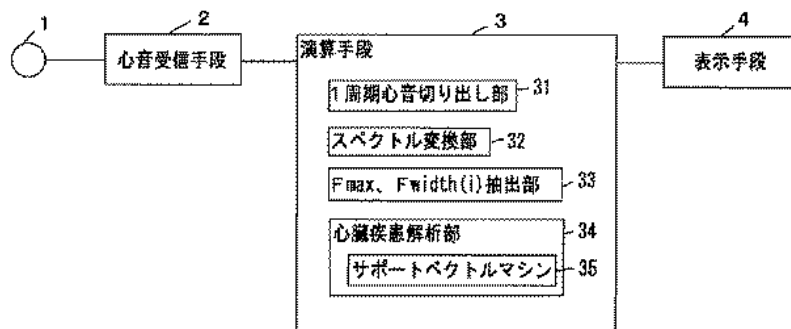 1
2
3
4
心音受信手段
演算手段
表示手段
1周期心音切り出し部
31
スペクトル変換部
32
Fmax、Fwidth(i)抽出部
33
心臓疾患解析部
34
サポートベクトルマシン
35